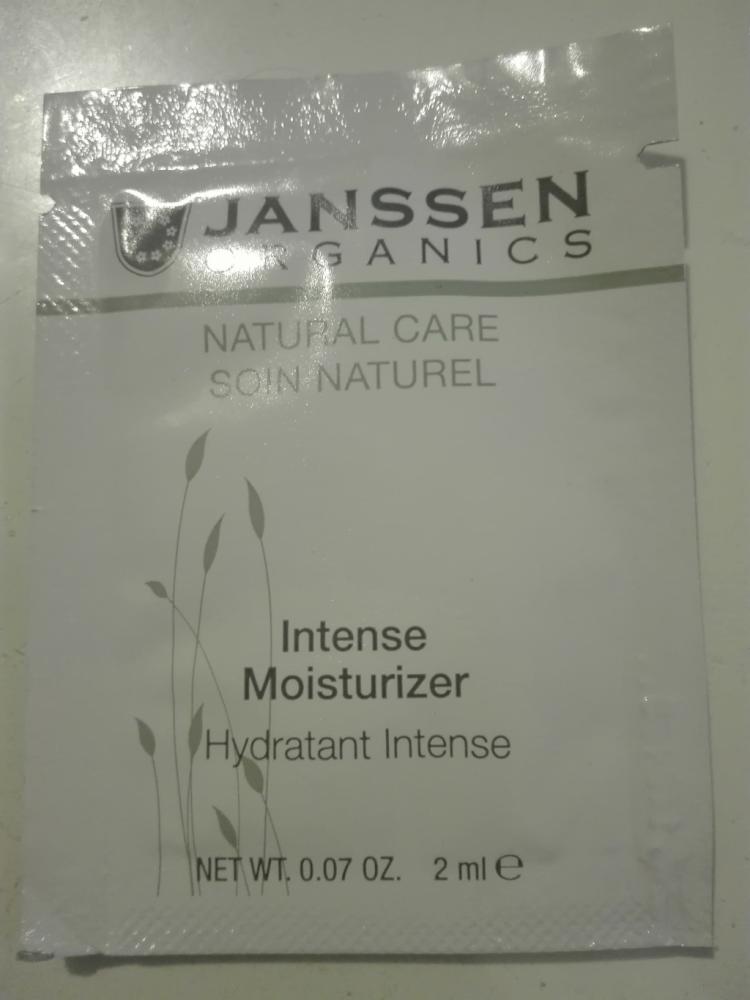 JANSSEN
ORGANICS
NATURAL CARE
SOIN NATUREL
Intense
Moisturizer
Hydratant Intense
NET WT. 0.07 OZ. 2 ml ℮